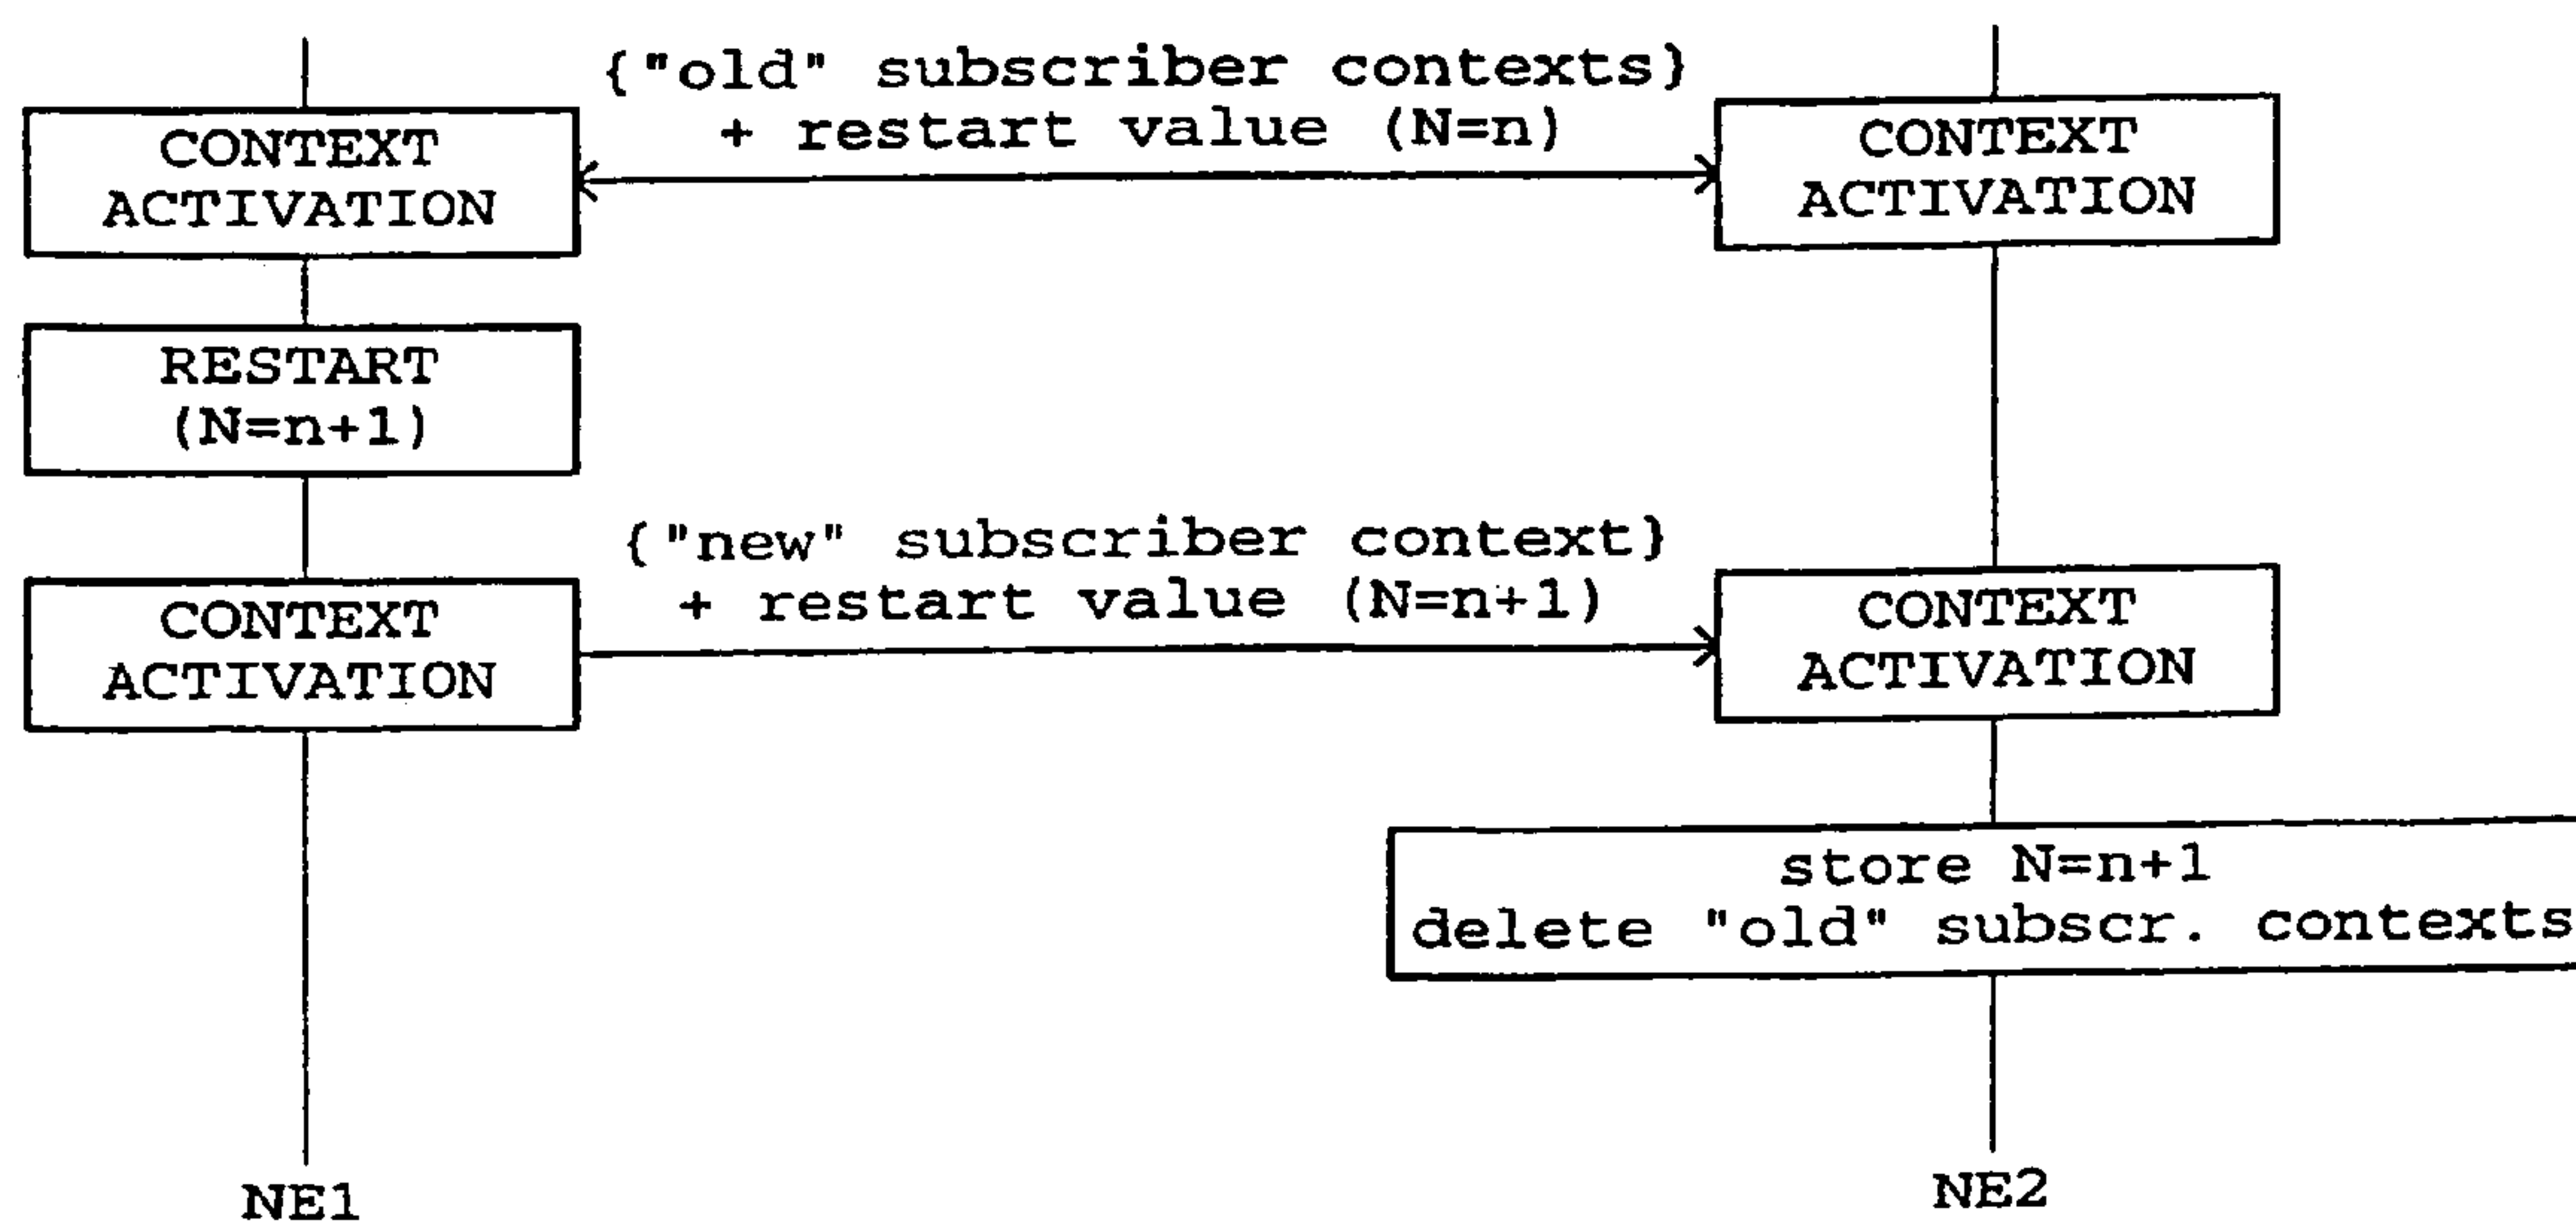 {"old" subscriber contexts}
+ restart value (N=n)
CONTEXT
ACTIVATION
CONTEXT
ACTIVATION
RESTART
(N=n+1)
{"new" subscriber context}
+ restart value (N=n+1)
CONTEXT
ACTIVATION
CONTEXT
ACTIVATION
store N=n+1
delete "old" subscr. contexts
NE1
NE2